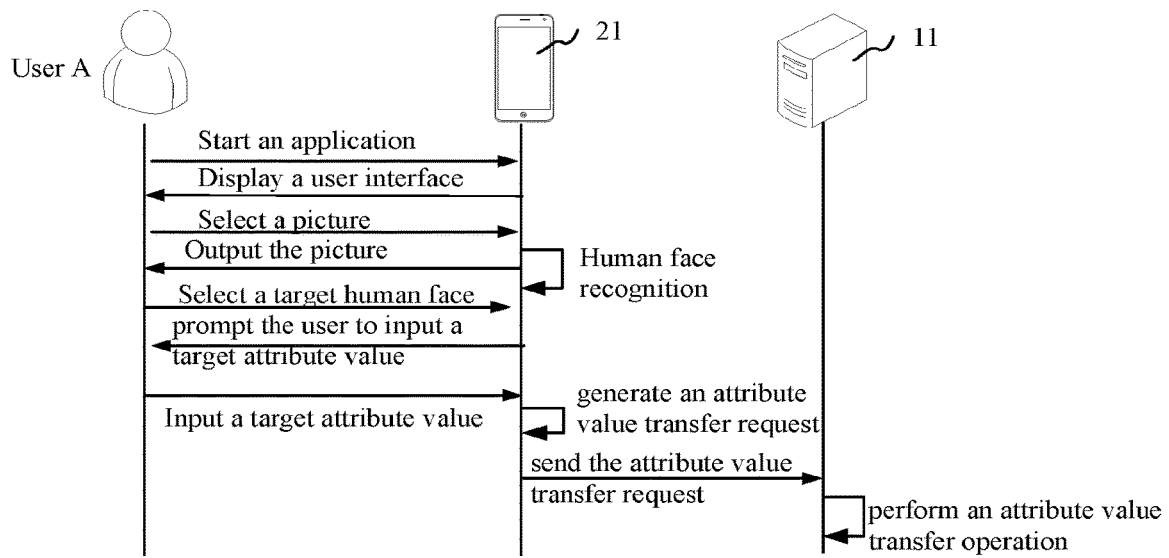 21
11
User A
Start an application
Display a user interface
Select a picture
Output the picture
Human face
recognition
Select a target human face
prompt the user to input a
target attribute value
generate an attribute
value transfer request
Input a target attribute value
send the attribute value
transfer request
perform an attribute value
transfer operation